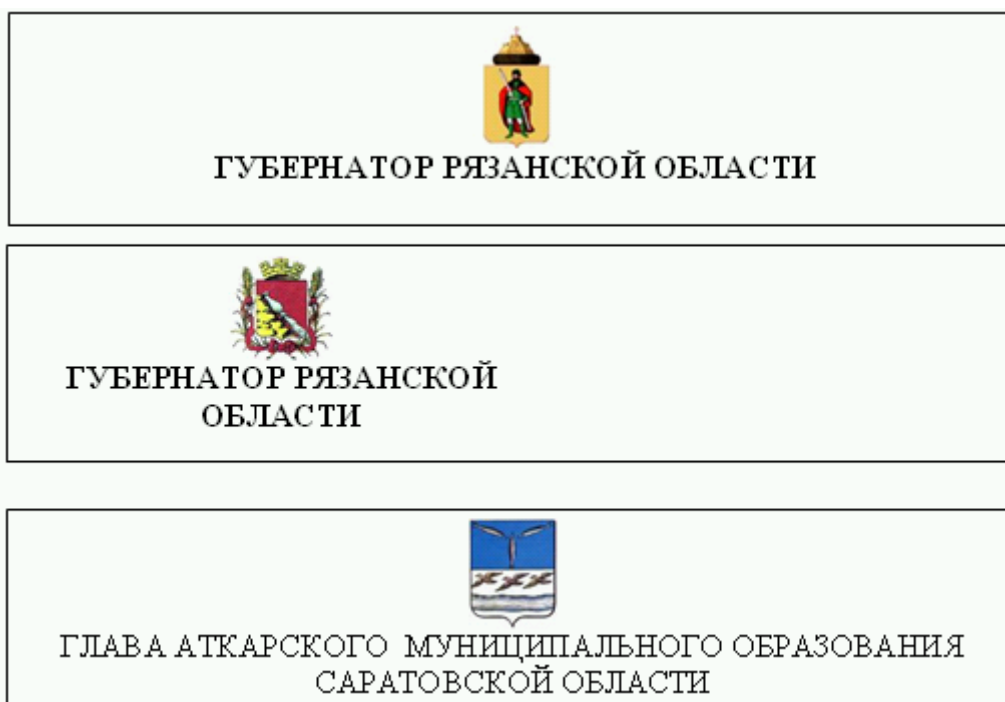 ГУБЕРНАТОР РЯЗАНСКОЙ ОБЛАСТИ
ГУБЕРНАТОР РЯЗАНСКОЙ
ОБЛАСТИ
ГЛАВА АТКАРСКОГО МУНИЦИПАЛЬНОГО ОБРАЗОВАНИЯ
САРАТОВСКОЙ ОБЛАСТИ